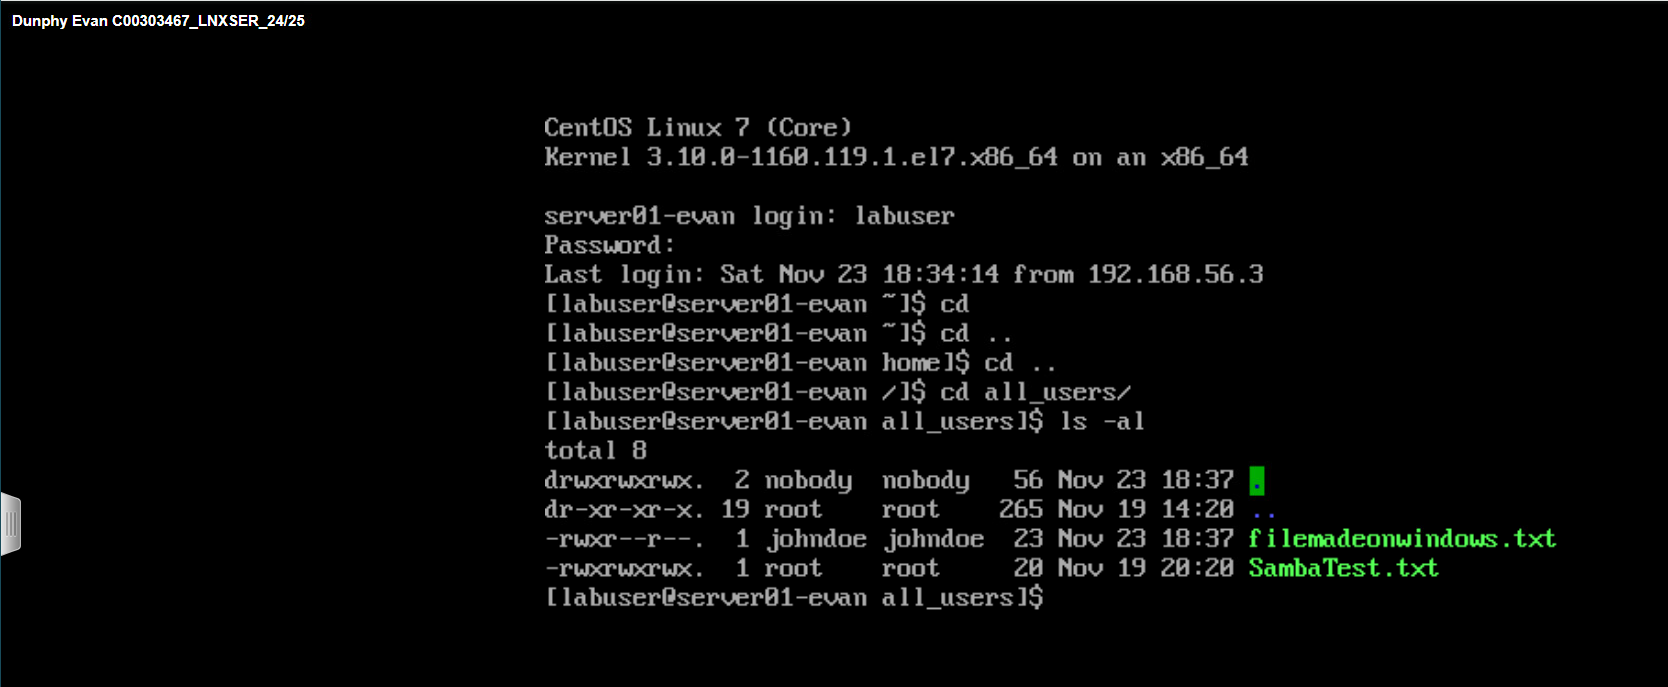 Dunphy Evan C00303467_LNXSER_24/25
CentOS Linux 7 (Core)
Kernel 3.10.0-1160.119.1.el7.x86_64 on an x86_64
server01-evan login: labuser
Password:
Last login: Sat Nov 23 18:34:14 from 192.168.56.3
[labuser@server01-evan ~]$ cd
[labuser@server01-evan ~]$ cd ..
[labuser@server01-evan home]$ cd ..
[labuser@server01-evan /]$ cd all_users/
[labuser@server01-evan all_users]$ ls -al
total 8
drwxrwxrwx.  2 nobody  nobody   56 Nov 23 18:37 .
dr-xr-xr-x. 19 root    root    265 Nov 19 14:20 ..
-rwxr--r--.  1 johndoe johndoe  23 Nov 23 18:37 filemadeonwindows.txt
-rwxrwxrwx.  1 root    root     20 Nov 19 20:20 SambaTest.txt
[labuser@server01-evan all_users]$